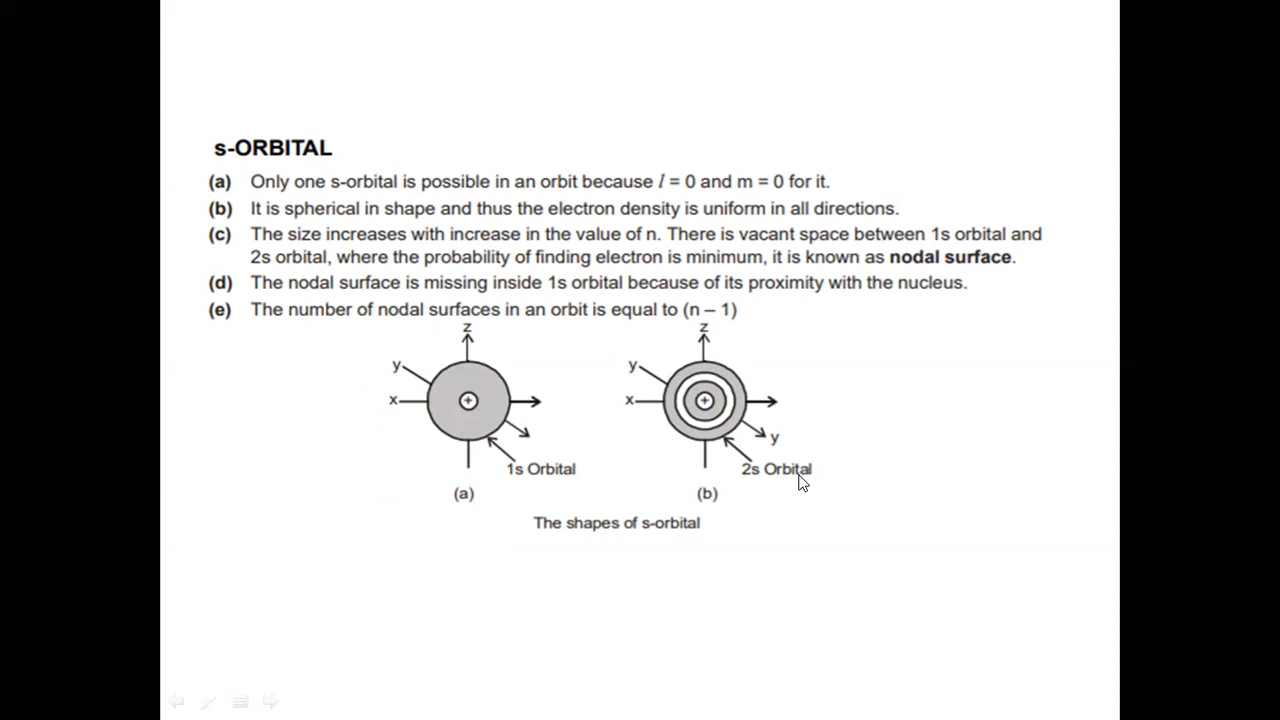 s-ORBITAL
(a) Only one s-orbital is possible in an orbit because l = 0 and m = 0 for it.
(b) It is spherical in shape and thus the electron density is uniform in all directions.
(c) The size increases with increase in the value of n. There is vacant space between 1s orbital and
2s orbital, where the probability of finding electron is minimum, it is known as nodal surface.
(d) The nodal surface is missing inside 1s orbital because of its proximity with the nucleus.
(e) The number of nodal surfaces in an orbit is equal to (n – 1)
z
y
x
+
1s Orbital
(a)
z
y
x
+
y
2s Orbital
(b)
The shapes of s-orbital